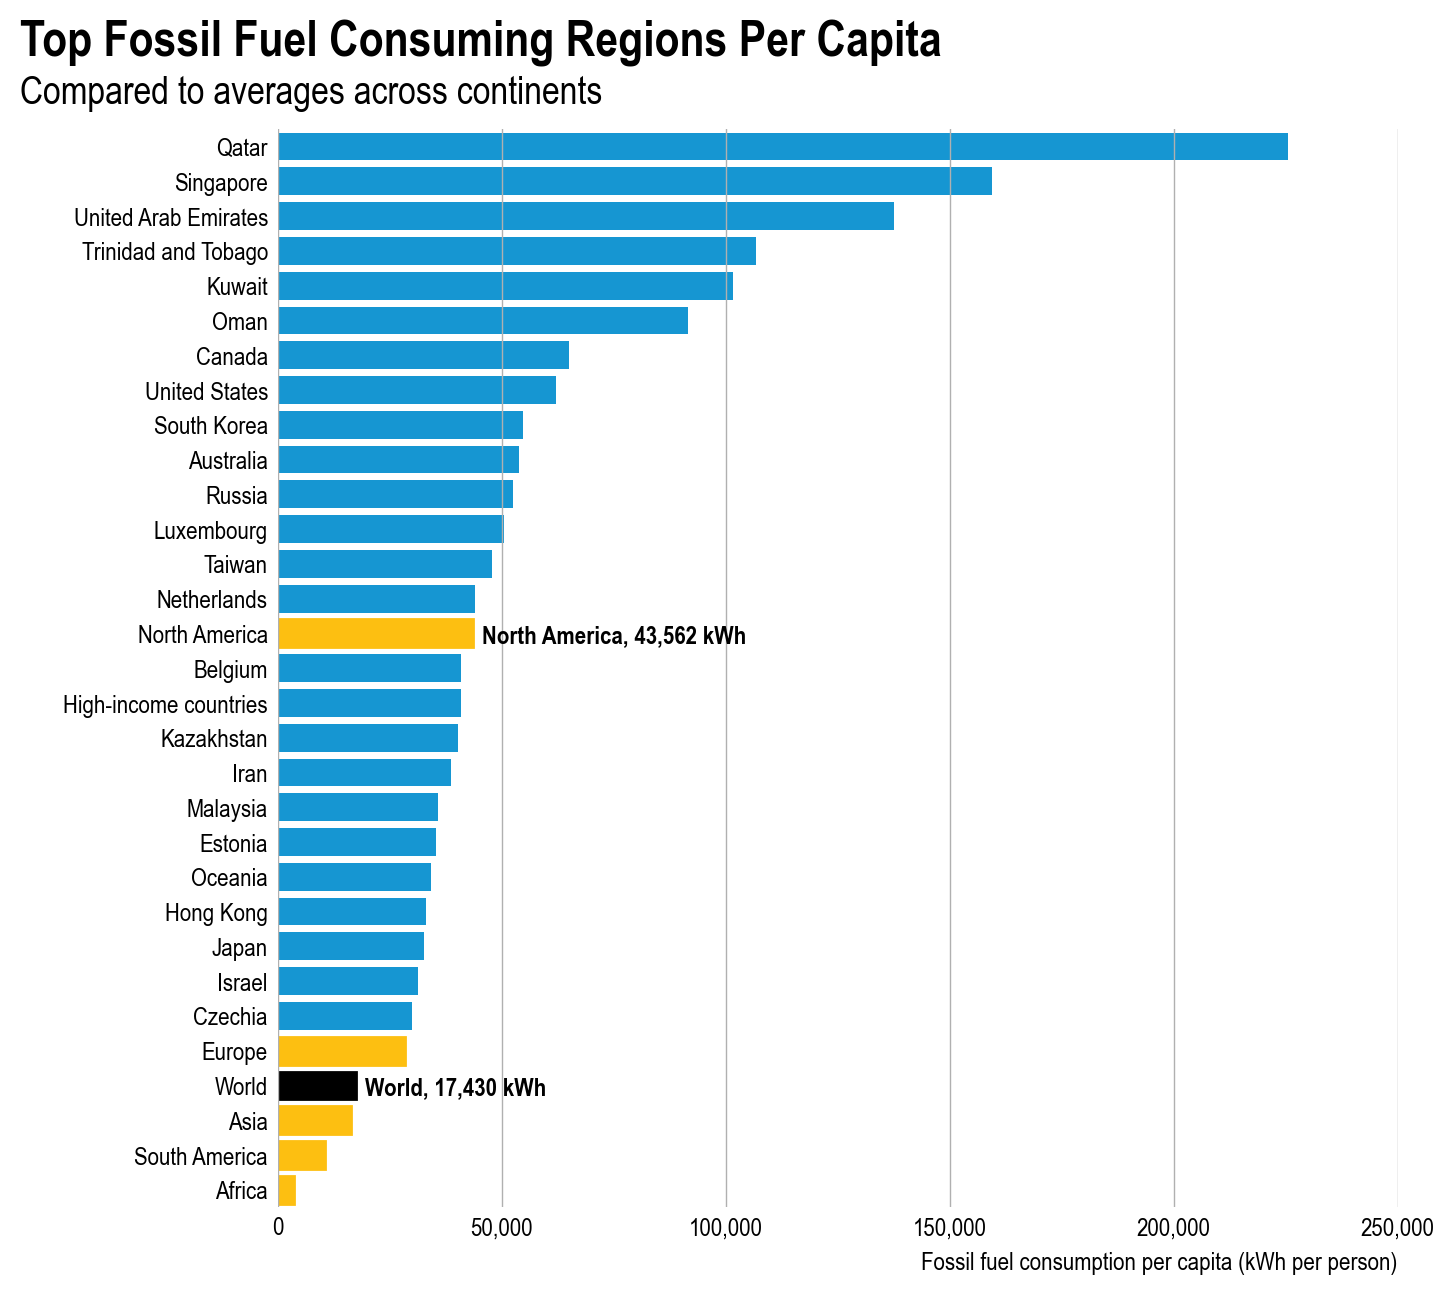 Top Fossil Fuel Consuming Regions Per Capita
Compared to averages across continents
Qatar
Singapore
United Arab Emirates
Trinidad and Tobago
Kuwait
Oman
Canada
United States
South Korea
Australia
Russia
Luxembourg
Taiwan
Netherlands
North America
North America, 43,562 kWh
Belgium
High-income countries
Kazakhstan
Iran
Malaysia
Estonia
Oceania
Hong Kong
Japan
Israel
Czechia
Europe
World
World, 17,430 kWh
Asia
South America
Africa
0 50,000 100,000 150,000 200,000 250,000
Fossil fuel consumption per capita (kWh per person)